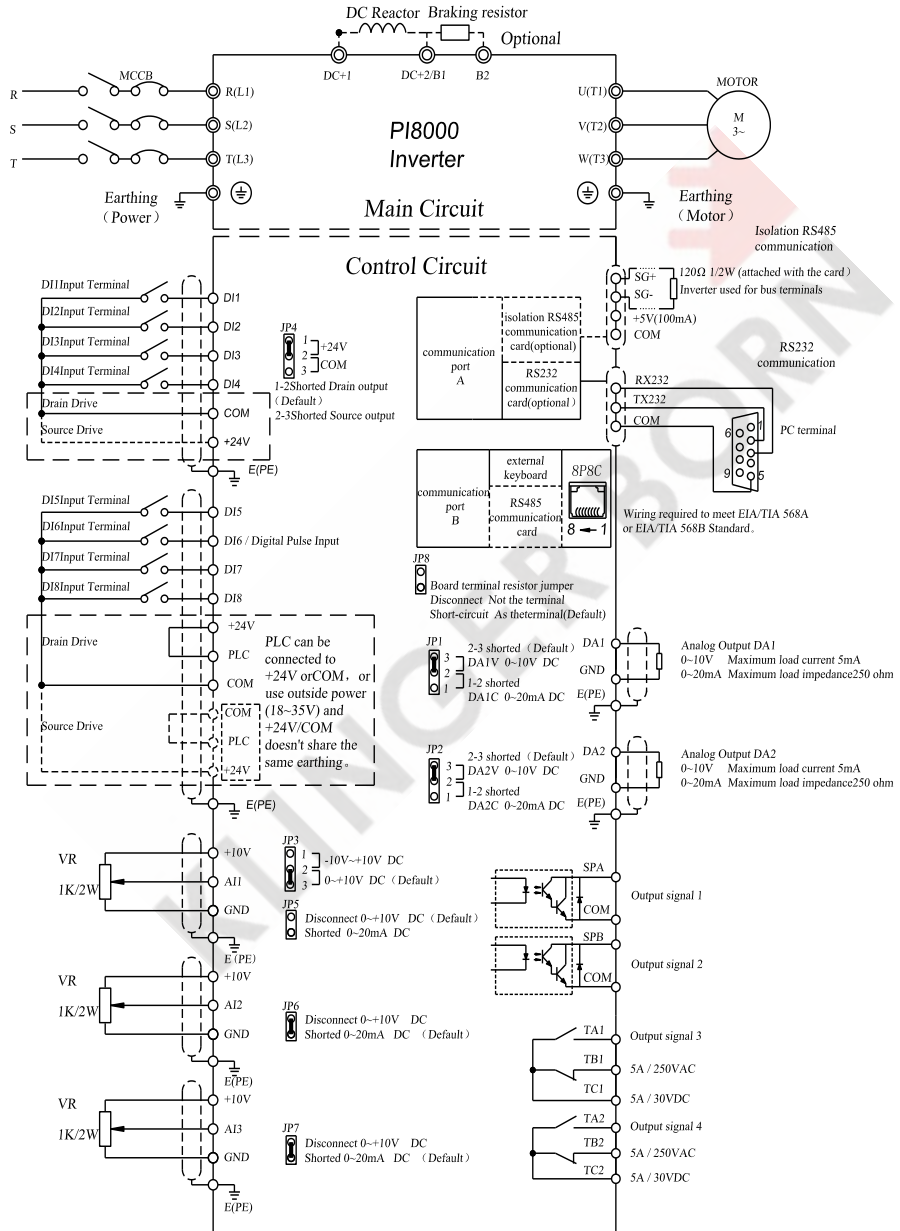 DC Reactor Braking resistor
Optional
DC+1
DC+2/B1
B2
MCCB
R
S
T
R(L1)
S(L2)
T(L3)
PI8000
Inverter
U(T1)
V(T2)
W(T3)
MOTOR
M
3~
Earthing
（Power）
Main Circuit
Earthing
（Motor）
Control Circuit
Isolation RS485
communication
DI1Input Terminal
DI2Input Terminal
DI3Input Terminal
DI4Input Terminal
DI1
DI2
DI3
DI4
Drain Drive
COM
Source Drive
+24V
E(PE)
JP4
1
2
3
+24V
COM
1-2Shorted Drain output
（Default）
2-3Shorted Source output
communication
port
A
isolation RS485
communication
card(optional)
RS232
communication
card(optional）
SG+
SG-
+5V(100mA)
COM
120Ω 1/2W (attached with the card）
Inverter used for bus terminals
RS232
communication
RX232
TX232
COM
6
1
9
5
PC terminal
communication
port
B
external
keyboard
RS485
communication
card
8P8C
8
1
Wiring required to meet EIA/TIA 568A
or EIA/TIA 568B Standard。
DI5Input Terminal
DI6Input Terminal
DI7Input Terminal
DI8Input Terminal
DI5
DI6 / Digital Pulse Input
DI7
DI8
JP8
Board terminal resistor jumper
Disconnect Not the terminal
Short-circuit As theterminal(Default)
Drain Drive
+24V
PLC
COM
Source Drive
COM
PLC
+24V
E(PE)
PLC can be
connected to
+24V orCOM，or
use outside power
(18~35V) and
+24V/COM
doesn't share the
same earthing。
JP1
3
2
1
2-3 shorted（Default）
DA1V 0~10V DC
1-2 shorted
DA1C 0~20mA DC
DA1
GND
E(PE)
Analog Output DA1
0~10V Maximum load current 5mA
0~20mA Maximum load impedance250 ohm
JP2
3
2
1
2-3 shorted（Default）
DA2V 0~10V DC
1-2 shorted
DA2C 0~20mA DC
DA2
GND
E(PE)
Analog Output DA2
0~10V Maximum load current 5mA
0~20mA Maximum load impedance250 ohm
VR
1K/2W
+10V
AI1
GND
E (PE)
JP3
1
2
3
-10V~+10V DC
0~+10V DC（Default）
JP5
Disconnect 0~+10V DC（Default）
Shorted 0~20mA DC
SPA
COM
Output signal 1
SPB
COM
Output signal 2
VR
1K/2W
+10V
AI2
GND
E(PE)
JP6
Disconnect 0~+10V DC
Shorted 0~20mA DC （Default）
TA1
TB1
TC1
Output signal 3
5A / 250VAC
5A / 30VDC
VR
1K/2W
+10V
AI3
GND
E(PE)
JP7
Disconnect 0~+10V DC
Shorted 0~20mA DC（Default）
TA2
TB2
TC2
Output signal 4
5A / 250VAC
5A / 30VDC
KLINGER BORN